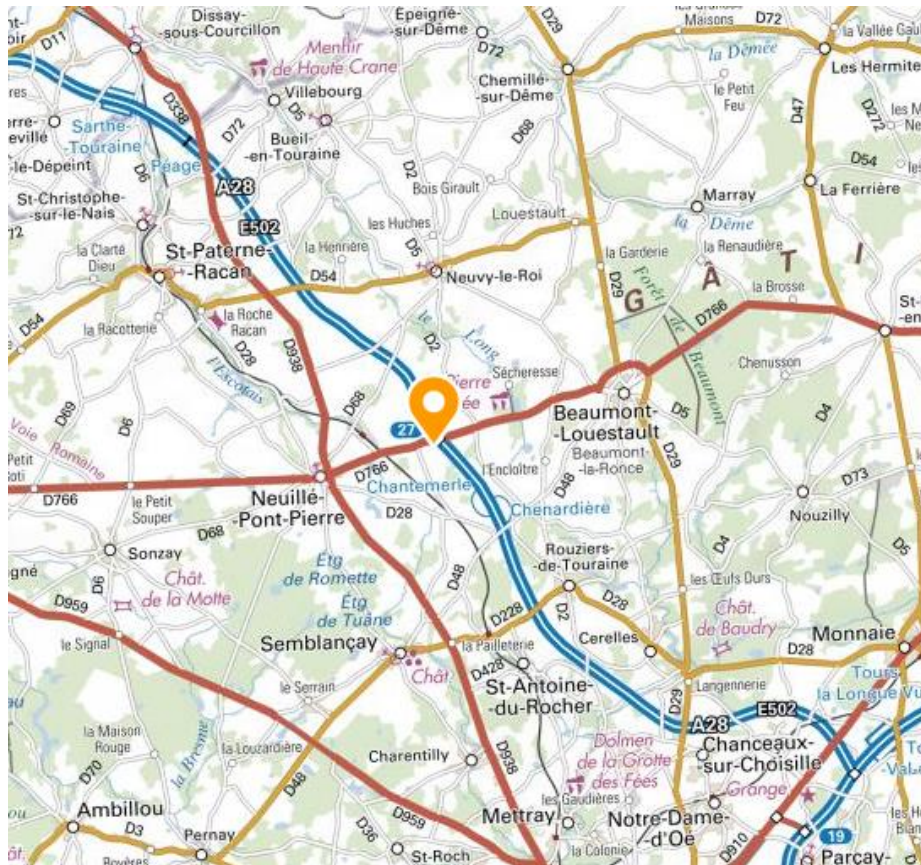 D11
Dissay-
-sous-Courcillon
Épeigné-
-sur-Dême
D72
D29
Maisons
D72
la Vallée
Les Hermite
Menhir
de Haute Crane
Villebourg
Chemillé-
-sur-Dême
la Dêmée
le Petit
Feu
D47
D272
D338
D72
D5
Bueil-
-en-Touraine
D68
Sarthe-
-Touraine
Péage
-le-Dépeint
D6
A28
E502
D2
Bois Girault
Marray
D54
La Ferrière
St-Christophe-
-sur-le-Nais
les Huches
Louestault
la Dême
la Clarté
Dieu
St-Paterne-
-Racan
la Henrière
D54
D5
Neuvy-le-Roi
la Garderie
la Renaudière
G Â T I
la Brosse
D29
Forêt
de
Beaumont
D766
D54
la Racotterie
la Roche
Racan
D28
D938
l'Escotais
le Long
D2
Sécheresse
Chenusson
D69
D6
D68
Beaumont-
-Louestault
Beaumont
-la-Ronce
D5
D4
Voie Romaine
27
D766
Chantemerle
l'Encloître
D48
D29
D73
Nouzilly
Petit
D766
le Petit
Souper
Neuillé-
-Pont-Pierre
D28
Chenardière
D68
Sonzay
D6
Étg
de Romette
Étg
de Tuâne
D48
Rouziers-
-de-Touraine
D4
D5
les Œufs Durs
Chât.
de la Motte
D959
le Signal
Semblançay
Chât.
D228
la Pailleterie
D2
D28
Cerelles
Chât.
de Baudry
Monnaie
D28
D428
St-Antoine-
-du-Rocher
Langennerie
Tours
E502
le Serrain
D29
A28
la Maison
Rouge
la Bresme
la Louzardière
D70
D48
Charentilly
D938
Dolmen
de la Grotte
des Fées
Chanceaux-
-sur-Choisille
Grange
Ambillou
D3
Pernay
D36
D959
St-Roch
Mettray
les Gaudières
la Colonie
Notre-Dame-
-d'Oé
D910
19
Parçay-